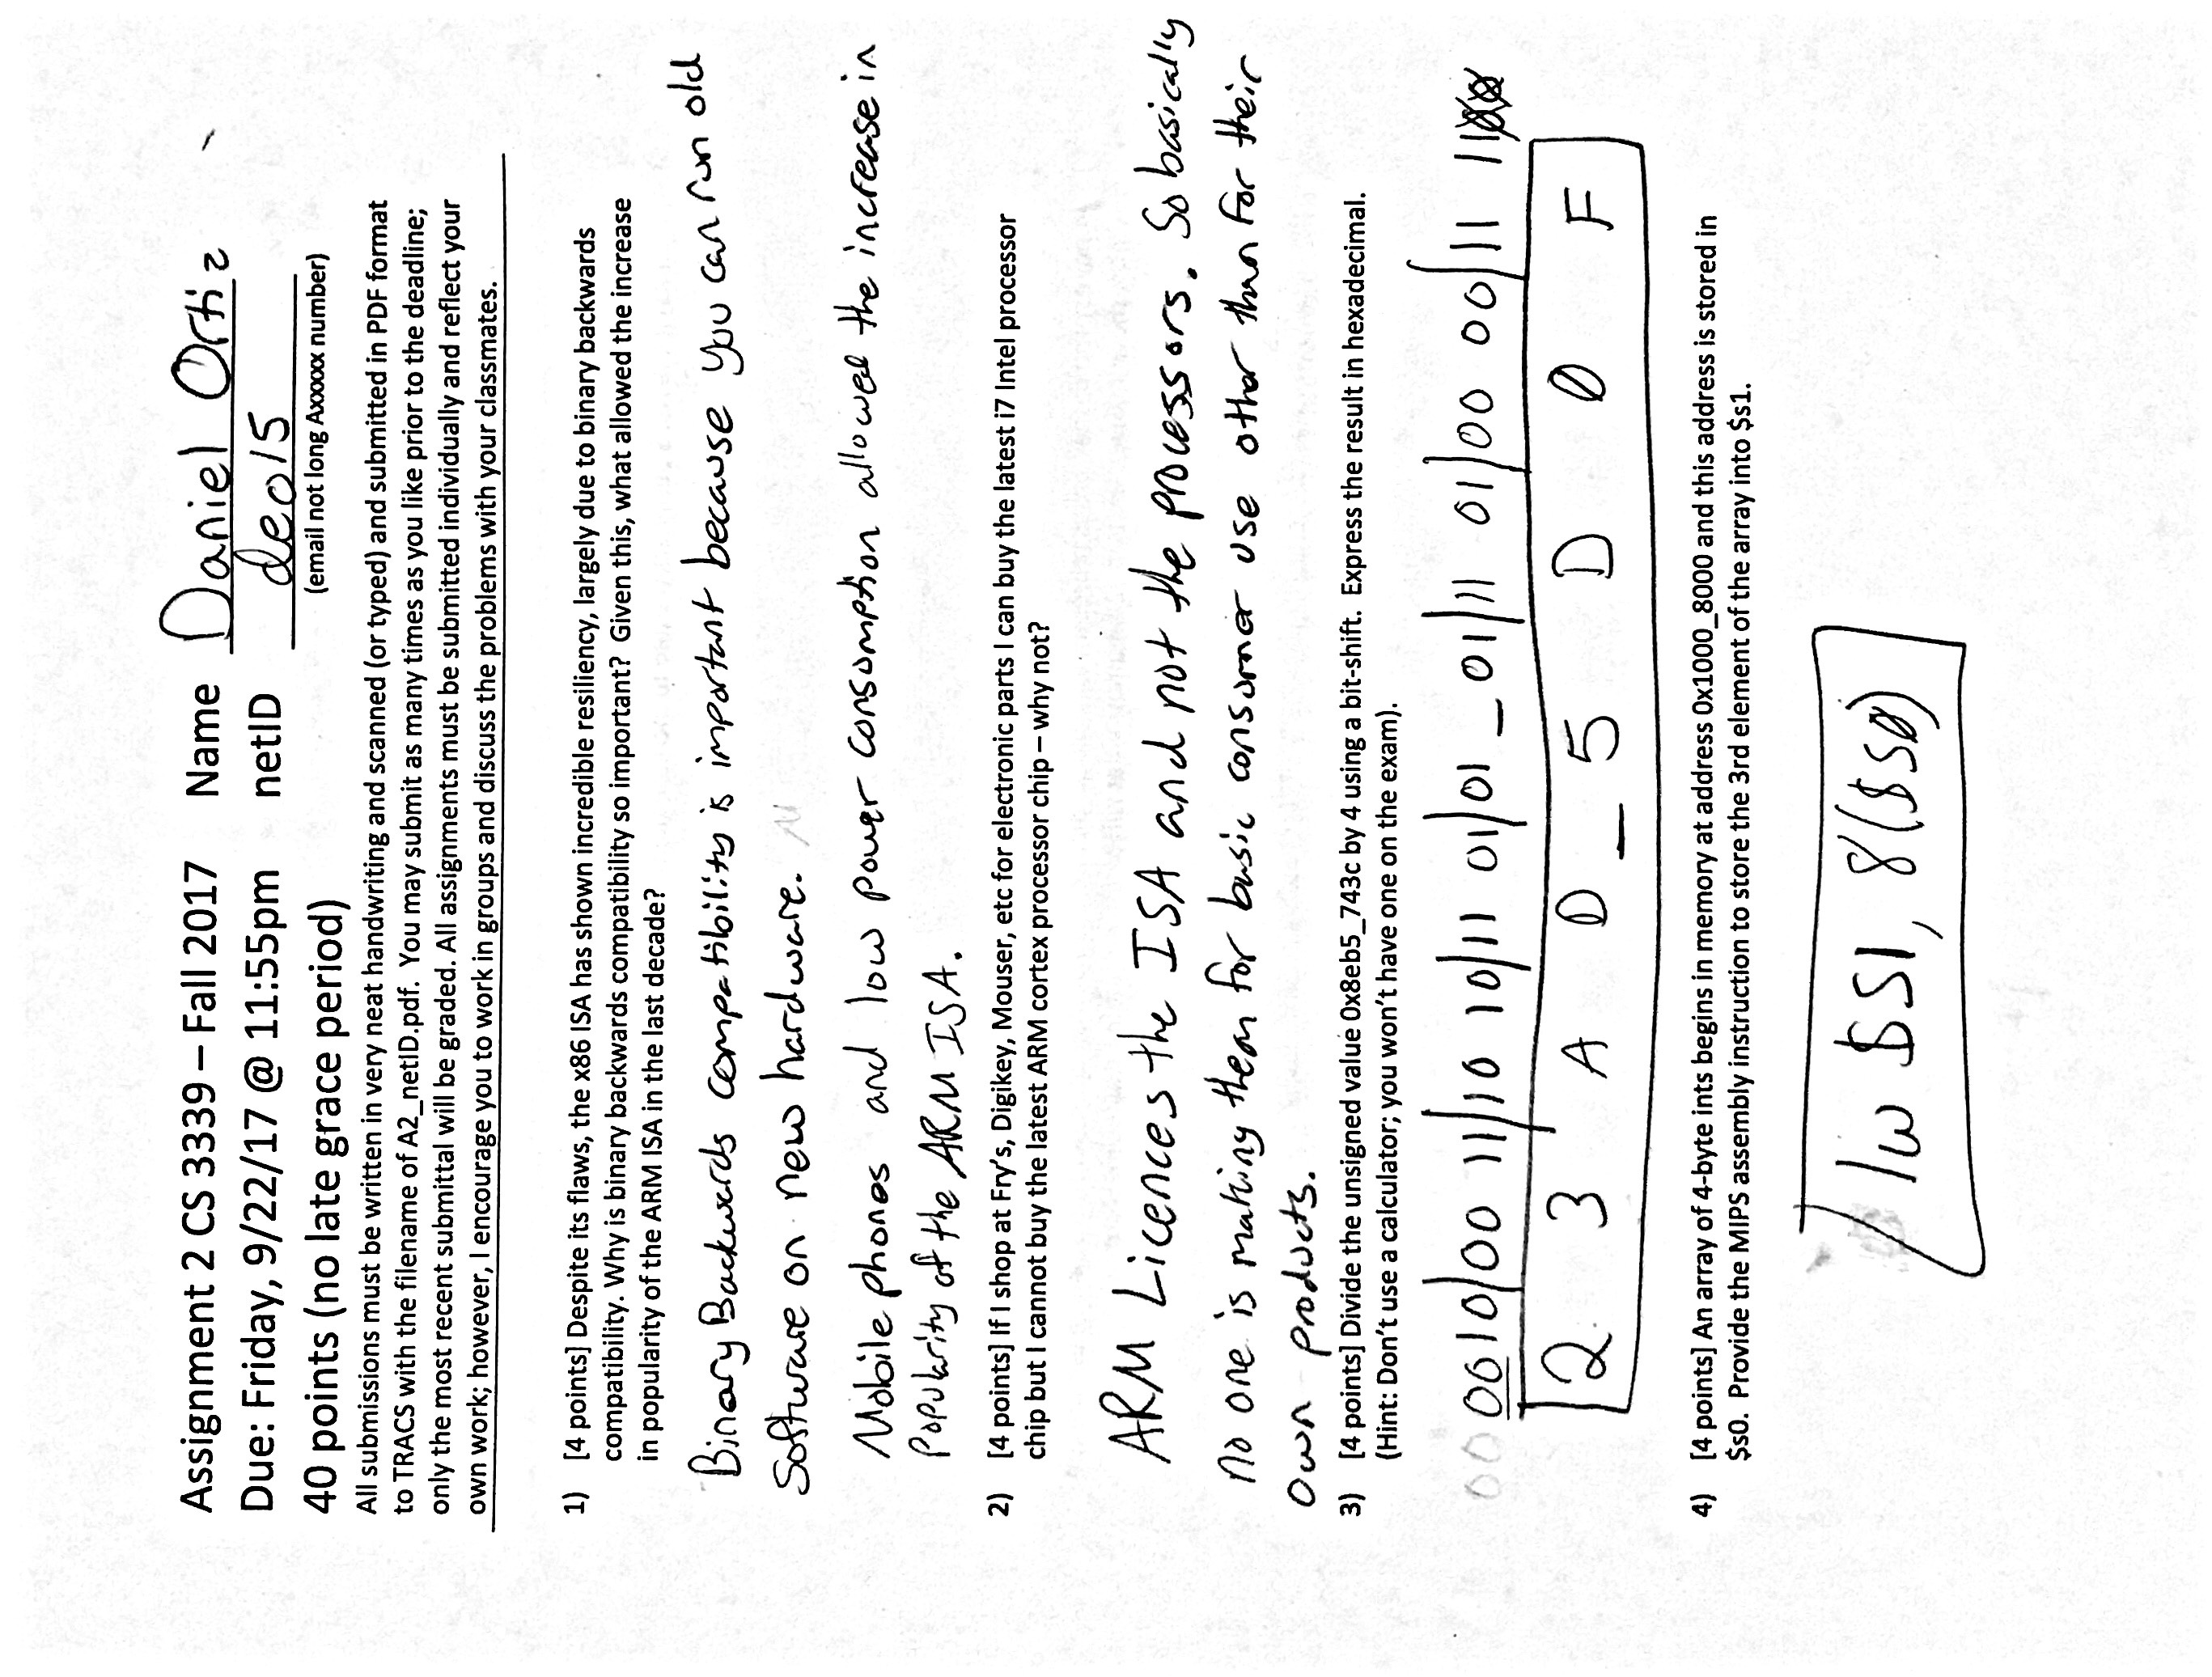 Assignment 2 CS 3339 – Fall 2017 Name Daniel Ortiz
Due: Friday, 9/22/17 @ 11:55pm netID deo15
40 points (no late grace period) (email not long Axxxxx number)
All submissions must be written in very neat handwriting and scanned (or typed) and submitted in PDF format
to TRACS with the filename of A2_netID.pdf. You may submit as many times as you like prior to the deadline;
only the most recent submittal will be graded. All assignments must be submitted individually and reflect your
own work; however, I encourage you to work in groups and discuss the problems with your classmates.
1) [4 points] Despite its flaws, the x86 ISA has shown incredible resiliency, largely due to binary backwards
compatibility. Why is binary backwards compatibility so important? Given this, what allowed the increase
in popularity of the ARM ISA in the last decade?
Binary Backwards compatibility is important because you can run old
Software on new hardware.
Mobile phones and low power consumption allowed the increase in
Popularity of the ARM ISA.
2) [4 points] If I shop at Fry's, Digikey, Mouser, etc for electronic parts I can buy the latest i7 Intel processor
chip but I cannot buy the latest ARM cortex processor chip – why not?
ARM Licences the ISA and not the processors. So basically
no one is making them for basic consumer use other than for their
own products.
3) [4 points] Divide the unsigned value 0x8eb5_743c by 4 using a bit-shift. Express the result in hexadecimal.
(Hint: Don't use a calculator; you won't have one on the exam).
00 0010/00 11/10 10/11 01/01 _ 01/11 01/00 00/11 1100
2 3 A D _ 5 D 0 F
4) [4 points] An array of 4-byte ints begins in memory at address 0x1000_8000 and this address is stored in
$s0. Provide the MIPS assembly instruction to store the 3rd element of the array into $s1.
lw $S1, 8($S0)